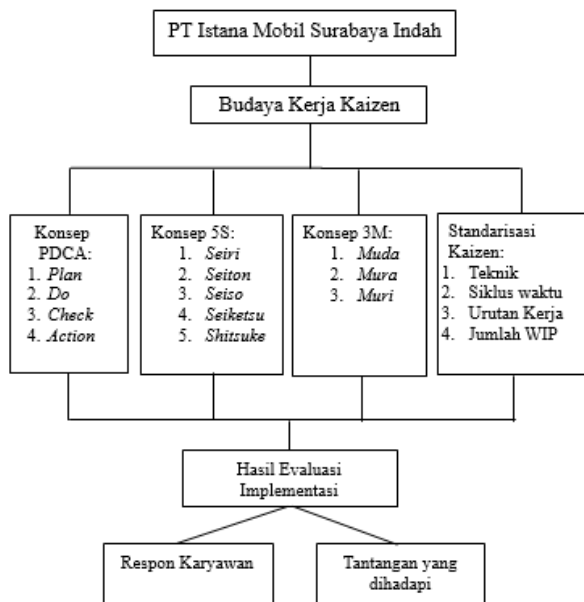 PT Istana Mobil Surabaya Indah
Budaya Kerja Kaizen
Konsep
PDCA:
1. Plan
2. Do
3. Check
4. Action
Konsep 5S:
1. Seiri
2. Seiton
3. Seiso
4. Seiketsu
5. Shitsuke
Konsep 3M:
1. Muda
2. Mura
3. Muri
Standarisasi
Kaizen:
1. Teknik
2. Siklus waktu
3. Urutan Kerja
4. Jumlah WIP
Hasil Evaluasi
Implementasi
Respon Karyawan
Tantangan yang
dihadapi